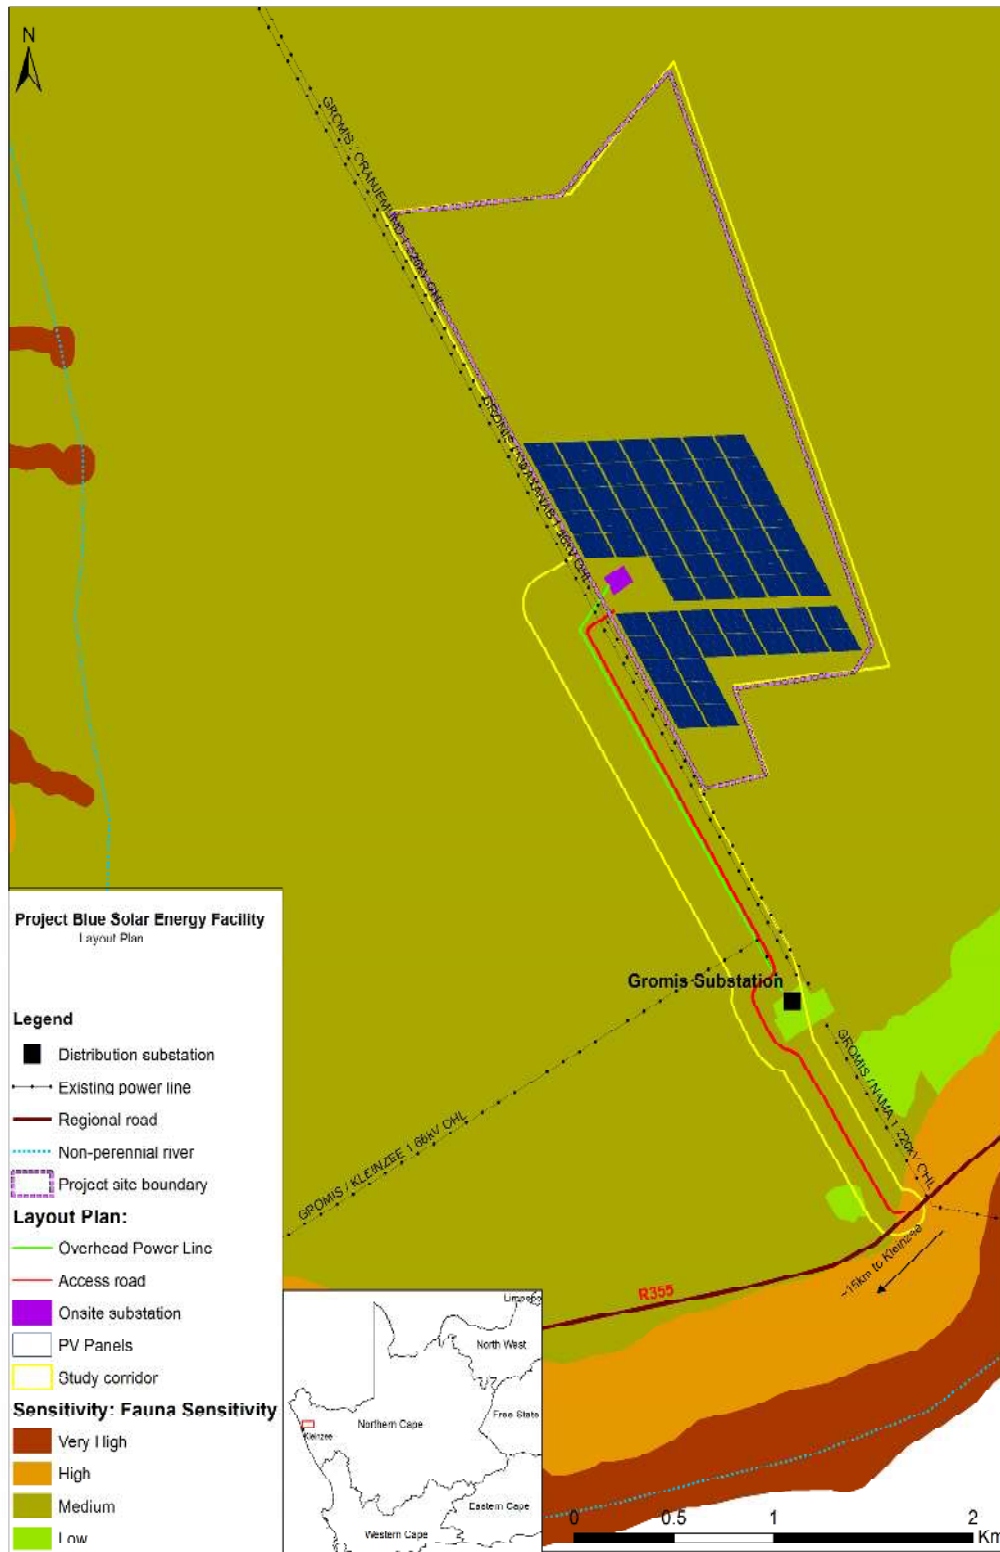 N
GROMIS / ORANJEMUND 1 220kV OHL
GROMIS / NAMAKANAB 1 66kV OHL
Gromis Substation
GROMIS / NAMA 1 220kV OHL
GROMIS / KLEINZEE 1 66kV OHL
~15km to Kleinzee
R355
Project Blue Solar Energy Facility
Layout Plan
Legend
Distribution substation
Existing power line
Regional road
Non-perennial river
Project site boundary
Layout Plan:
Overhead Power Line
Access road
Onsite substation
PV Panels
Study corridor
Sensitivity: Fauna Sensitivity
Very High
High
Medium
Low
Limpopo
North West
Free State
Northern Cape
Kleinzee
Eastern Cape
Western Cape
0 0.5 1 2
Km